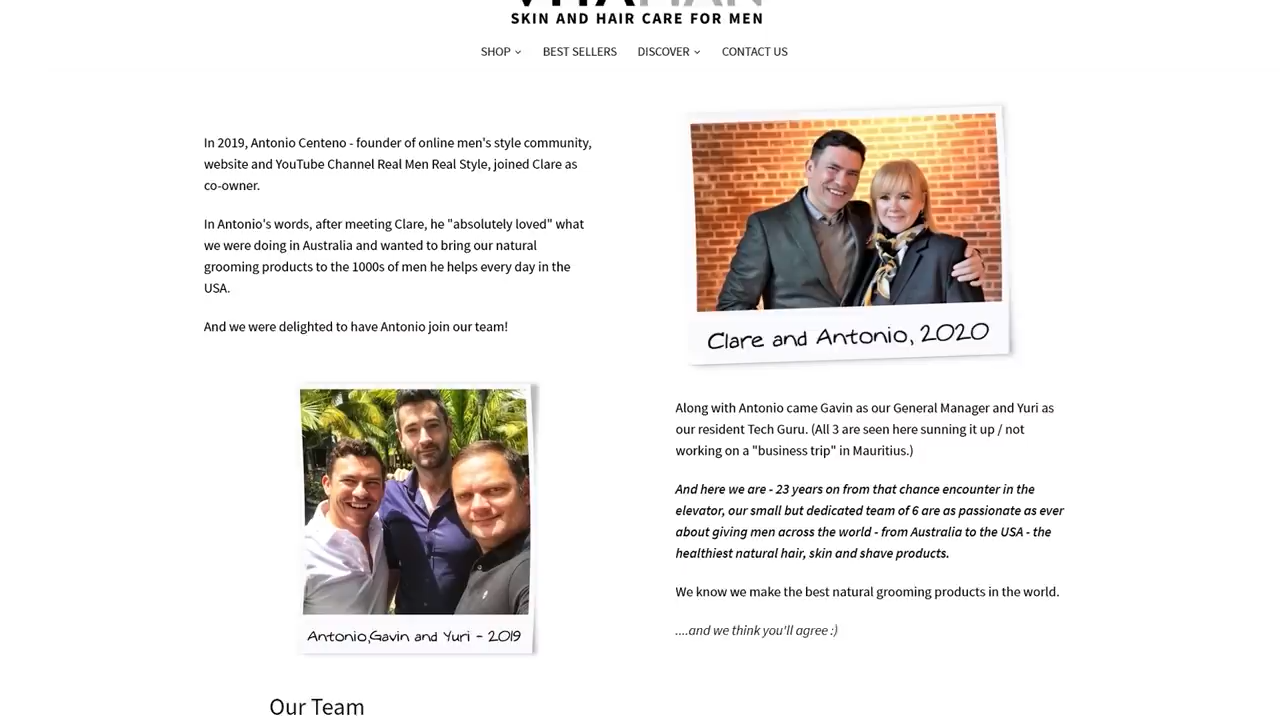 SKIN AND HAIR CARE FOR MEN
SHOP BEST SELLERS DISCOVER CONTACT US
In 2019, Antonio Centeno - founder of online men's style community,
website and YouTube Channel Real Men Real Style, joined Clare as
co-owner.
In Antonio's words, after meeting Clare, he "absolutely loved" what
we were doing in Australia and wanted to bring our natural
grooming products to the 1000s of men he helps every day in the
USA.
And we were delighted to have Antonio join our team!
Clare and Antonio, 2020
Antonio,Gavin and Yuri - 2019
Along with Antonio came Gavin as our General Manager and Yuri as
our resident Tech Guru. (All 3 are seen here sunning it up / not
working on a "business trip" in Mauritius.)
And here we are - 23 years on from that chance encounter in the
elevator, our small but dedicated team of 6 are as passionate as ever
about giving men across the world - from Australia to the USA - the
healthiest natural hair, skin and shave products.
We know we make the best natural grooming products in the world.
....and we think you'll agree :)
Our Team